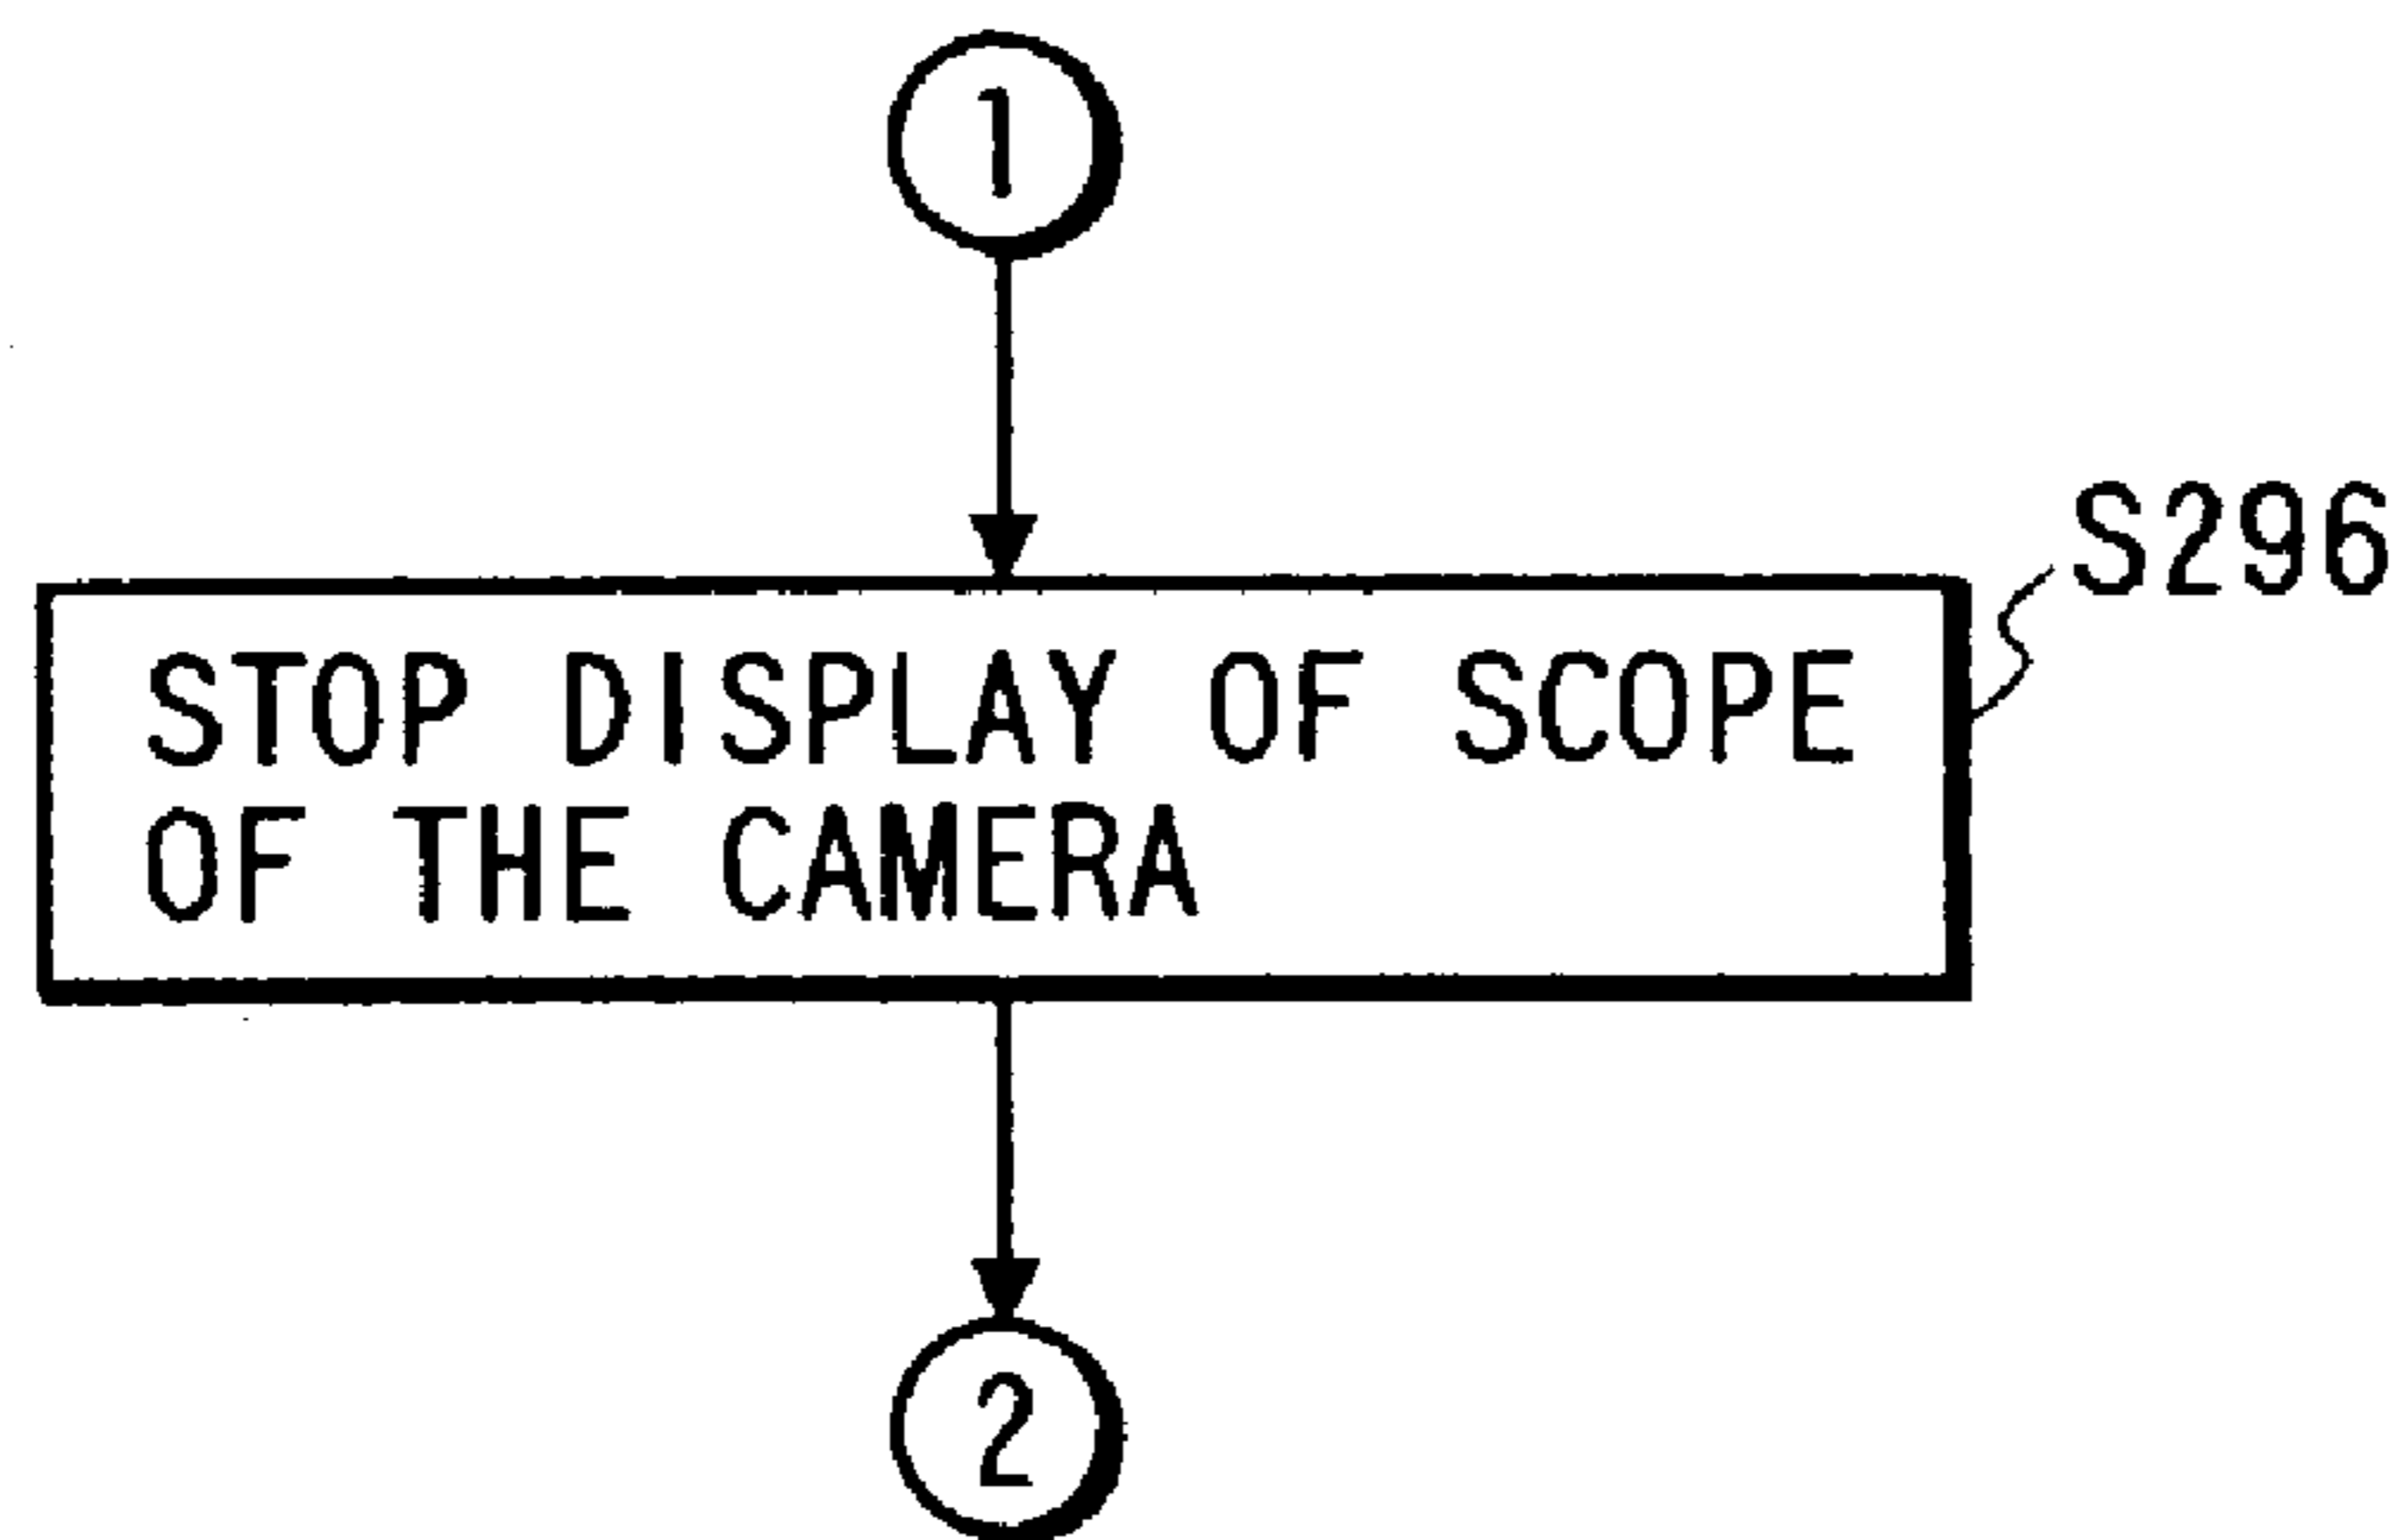 1
S296
STOP DISPLAY OF SCOPE
OF THE CAMERA
2